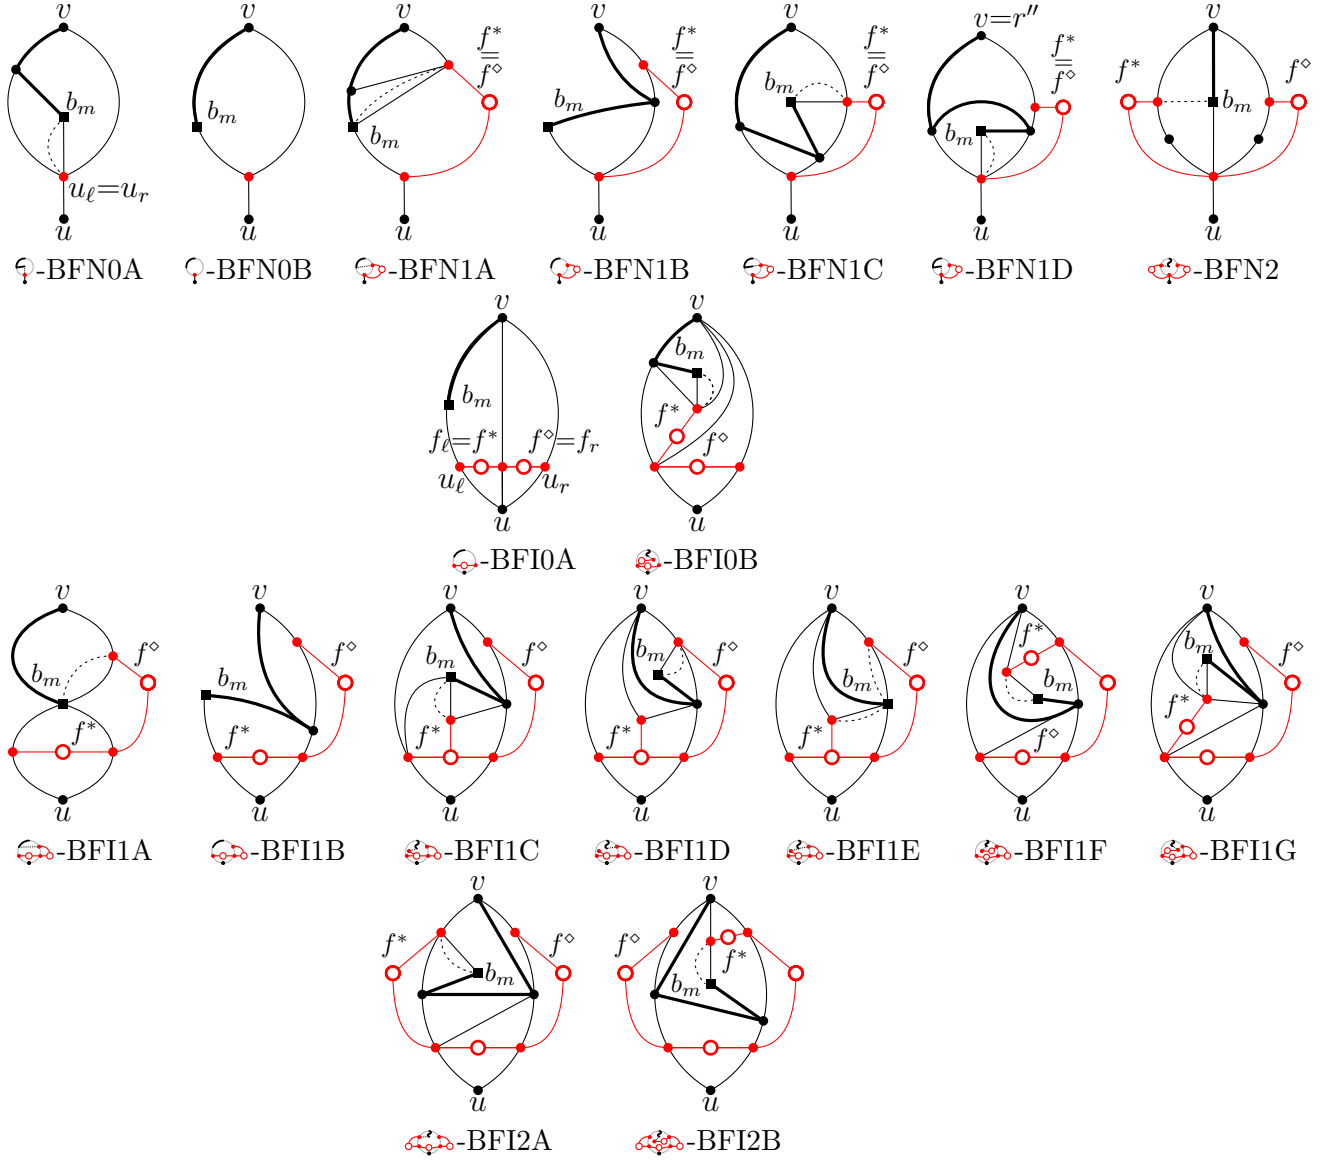 v v v v v v=r″ v
f* f* f* f* f* f◇
= = = =
f◇ f◇ f◇ f◇
b_m b_m b_m b_m b_m b_m b_m
u_ℓ=u_r
u u u u u u u
-BFN0A -BFN0B -BFN1A -BFN1B -BFN1C -BFN1D -BFN2
v v
b_m b_m
f_ℓ=f* f◇=f_r f* f◇
u_ℓ u_r
u u
-BFI0A -BFI0B
v v v v v v v
f◇ f◇ f◇ f◇ f◇ f* f◇ f◇
b_m b_m b_m b_m b_m b_m b_m
f* f* f* f* f* f◇ f*
u u u u u u u
-BFI1A -BFI1B -BFI1C -BFI1D -BFI1E -BFI1F -BFI1G
v v
f* f◇ f◇ f*
b_m b_m
u u
-BFI2A -BFI2B